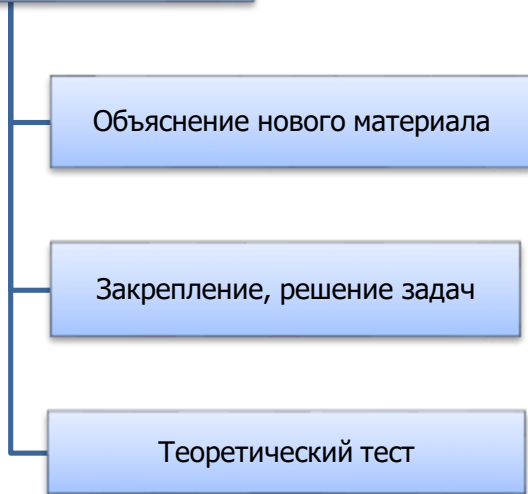 Объяснение нового материала
Закрепление, решение задач
Теоретический тест